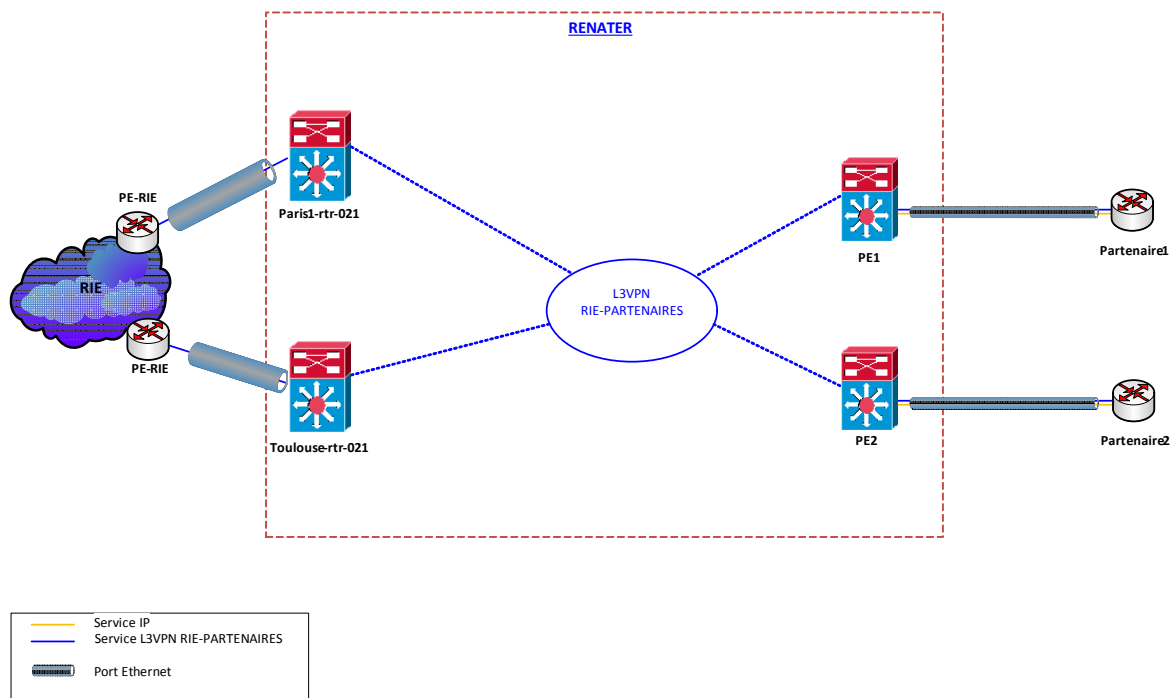 RENATER
PE-RIE
Paris1-rtr-021
RIE
PE-RIE
Toulouse-rtr-021
L3VPN
RIE-PARTENAIRES
PE1
Partenaire1
PE2
Partenaire2
Service IP
Service L3VPN RIE-PARTENAIRES
Port Ethernet